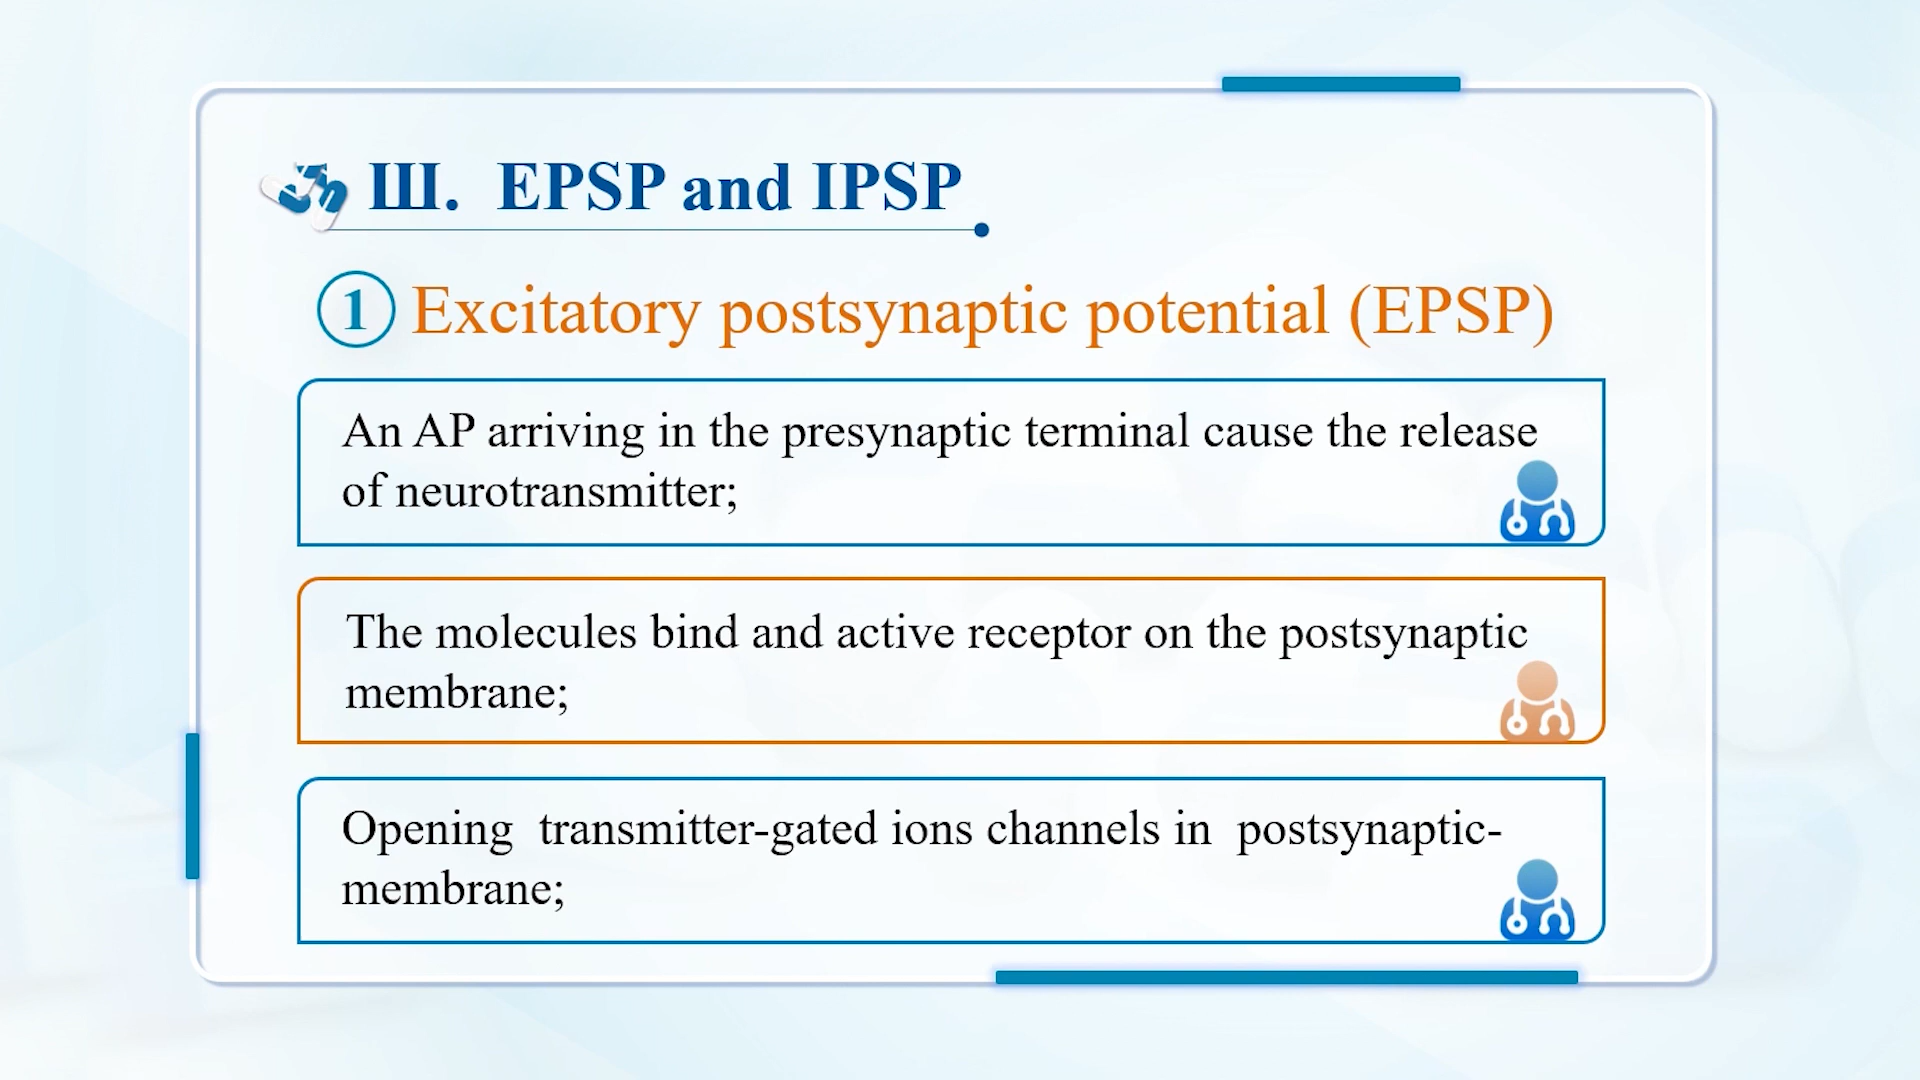 Ш. EPSP and IPSP
1 Excitatory postsynaptic potential (EPSP)
An AP arriving in the presynaptic terminal cause the release
of neurotransmitter;
The molecules bind and active receptor on the postsynaptic
membrane;
Opening transmitter-gated ions channels in postsynaptic-
membrane;